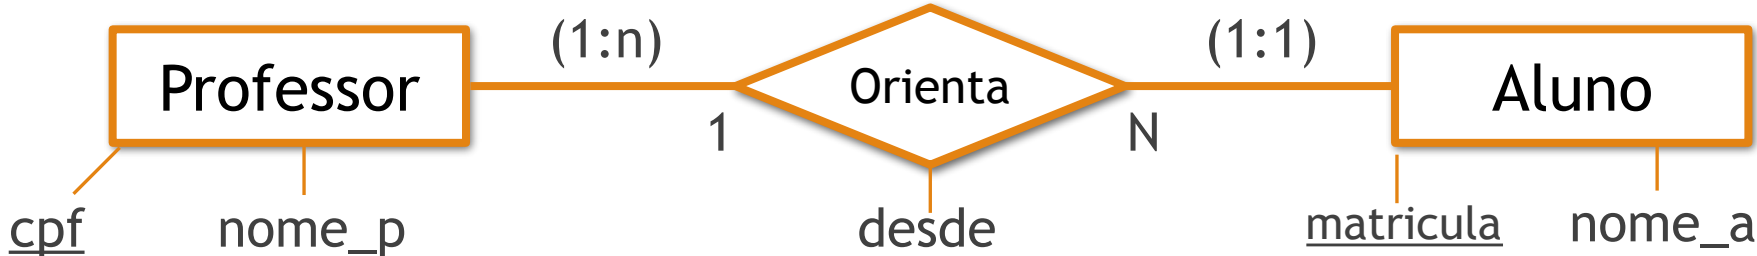 (1:n)
(1:1)
Professor
Orienta
Aluno
1
N
cpf
nome_p
desde
matricula
nome_a